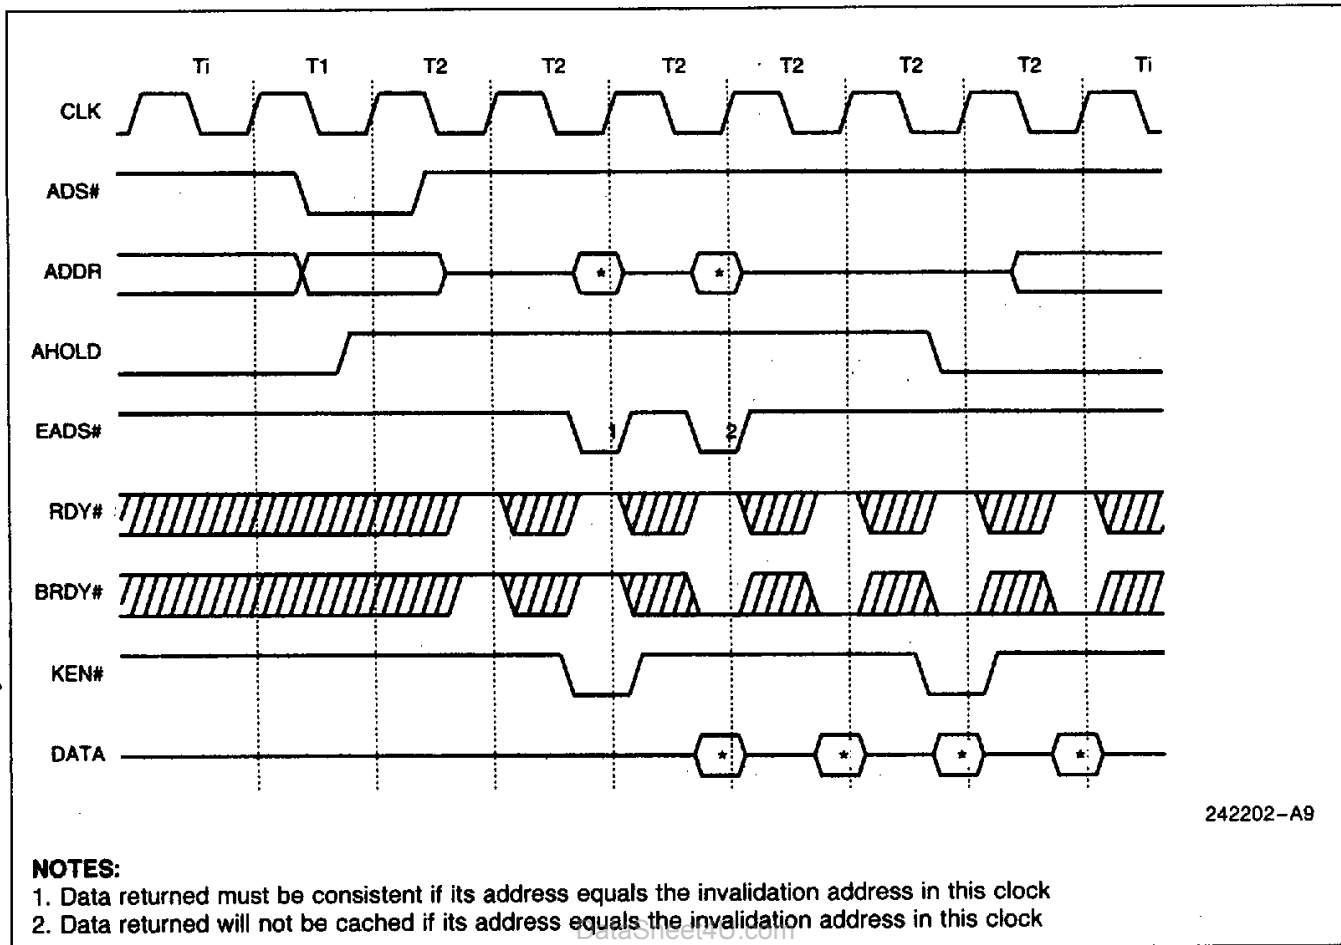 Ti T1 T2 T2 T2 T2 T2 T2 Ti
CLK
ADS#
ADDR * *
AHOLD
EADS# 1 2
RDY#
BRDY#
KEN#
DATA * * * *
242202-A9
NOTES:
1. Data returned must be consistent if its address equals the invalidation address in this clock
2. Data returned will not be cached if its address equals the invalidation address in this clock
DataSheet4U.com